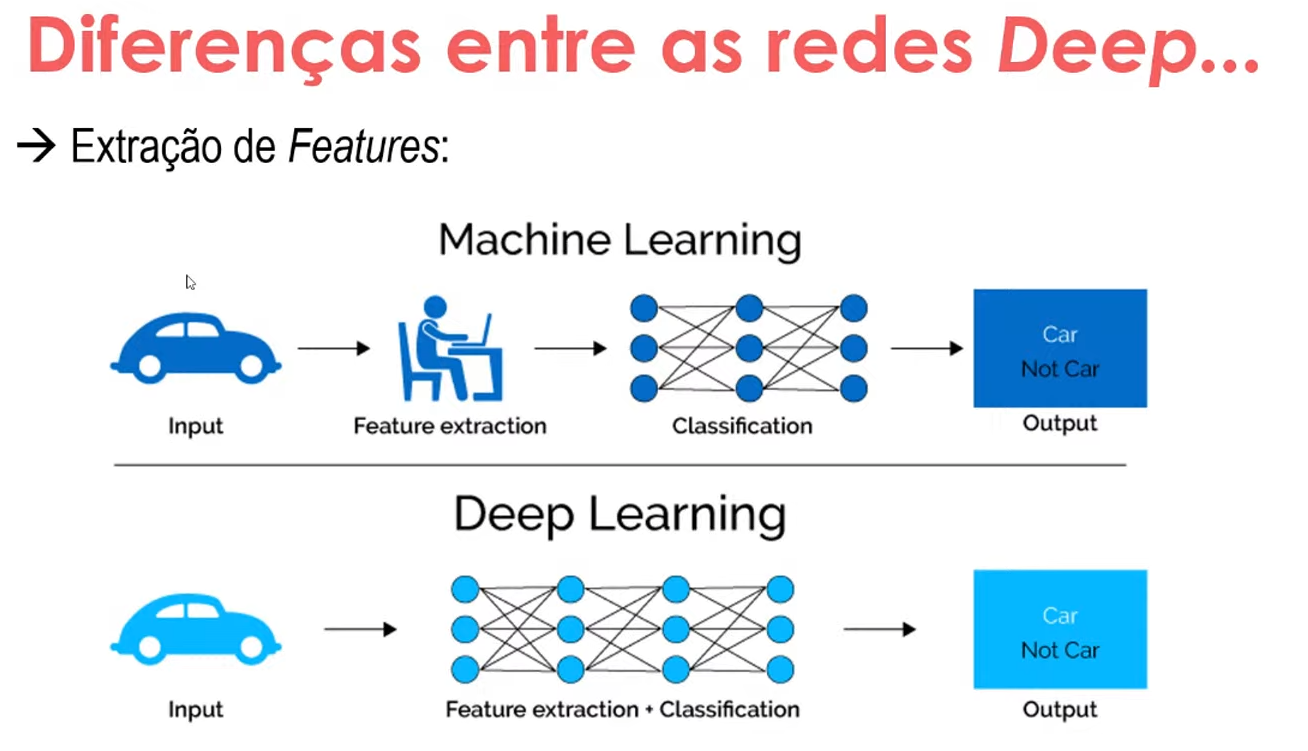 Diferenças entre as redes Deep...
→ Extração de Features:
Machine Learning
Car
Not Car
Input
Feature extraction
Classification
Output
Deep Learning
Car
Not Car
Input
Feature extraction + Classification
Output